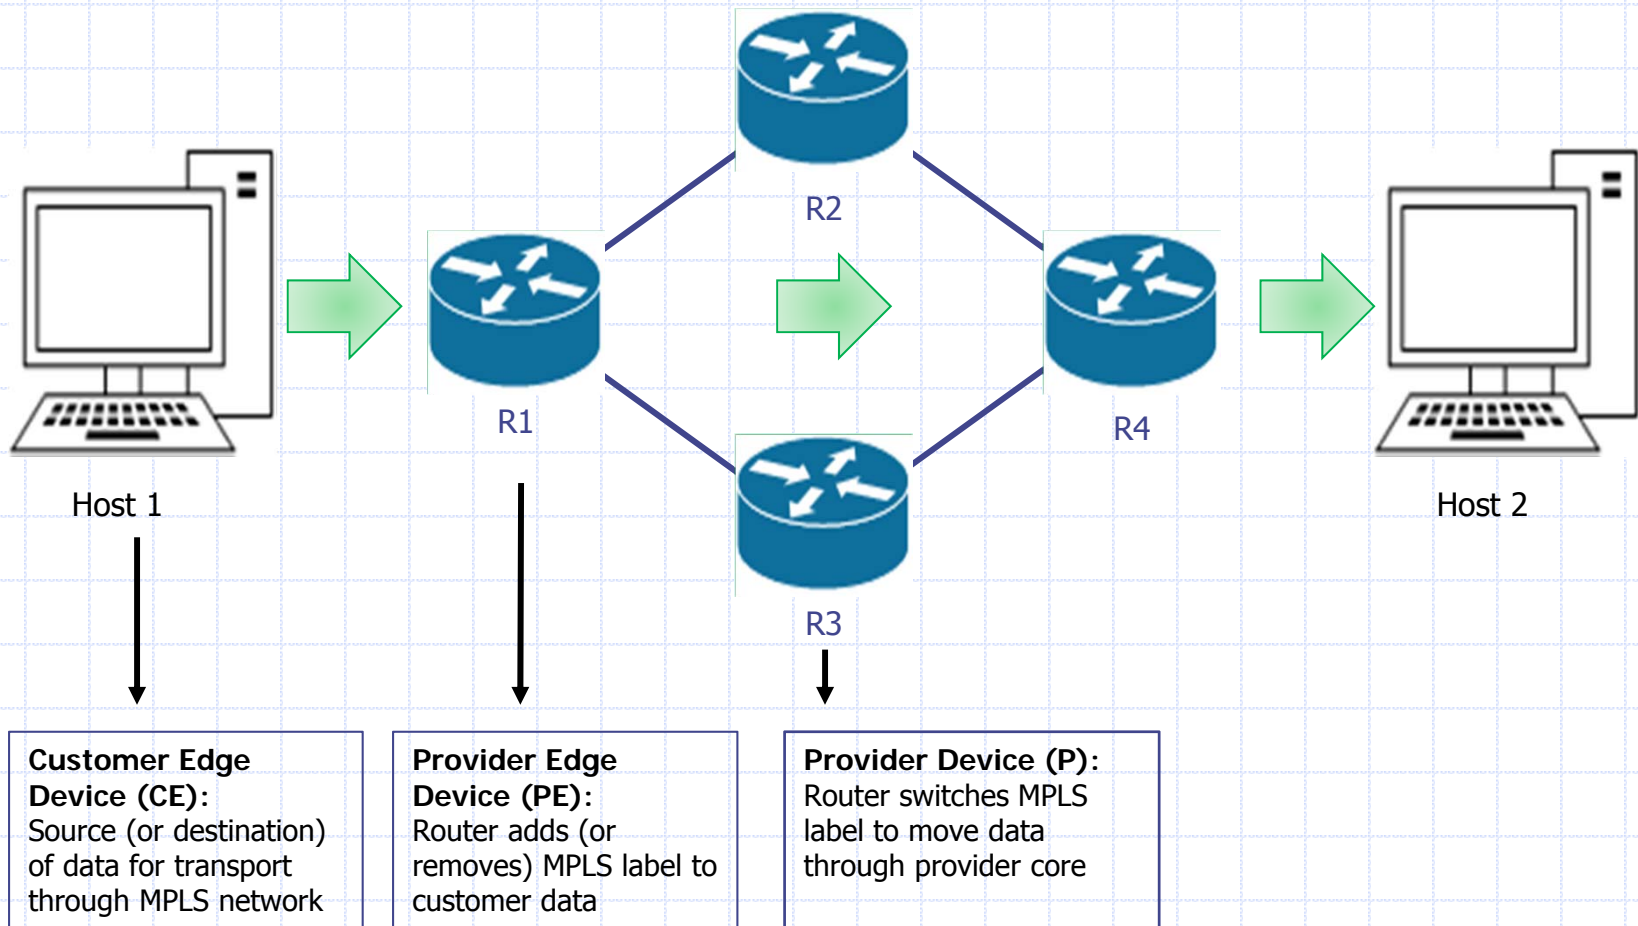 R2
R1
R4
Host 1
Host 2
R3
Customer Edge
Device (CE):
Source (or destination)
of data for transport
through MPLS network
Provider Edge
Device (PE):
Router adds (or
removes) MPLS label to
customer data
Provider Device (P):
Router switches MPLS
label to move data
through provider core